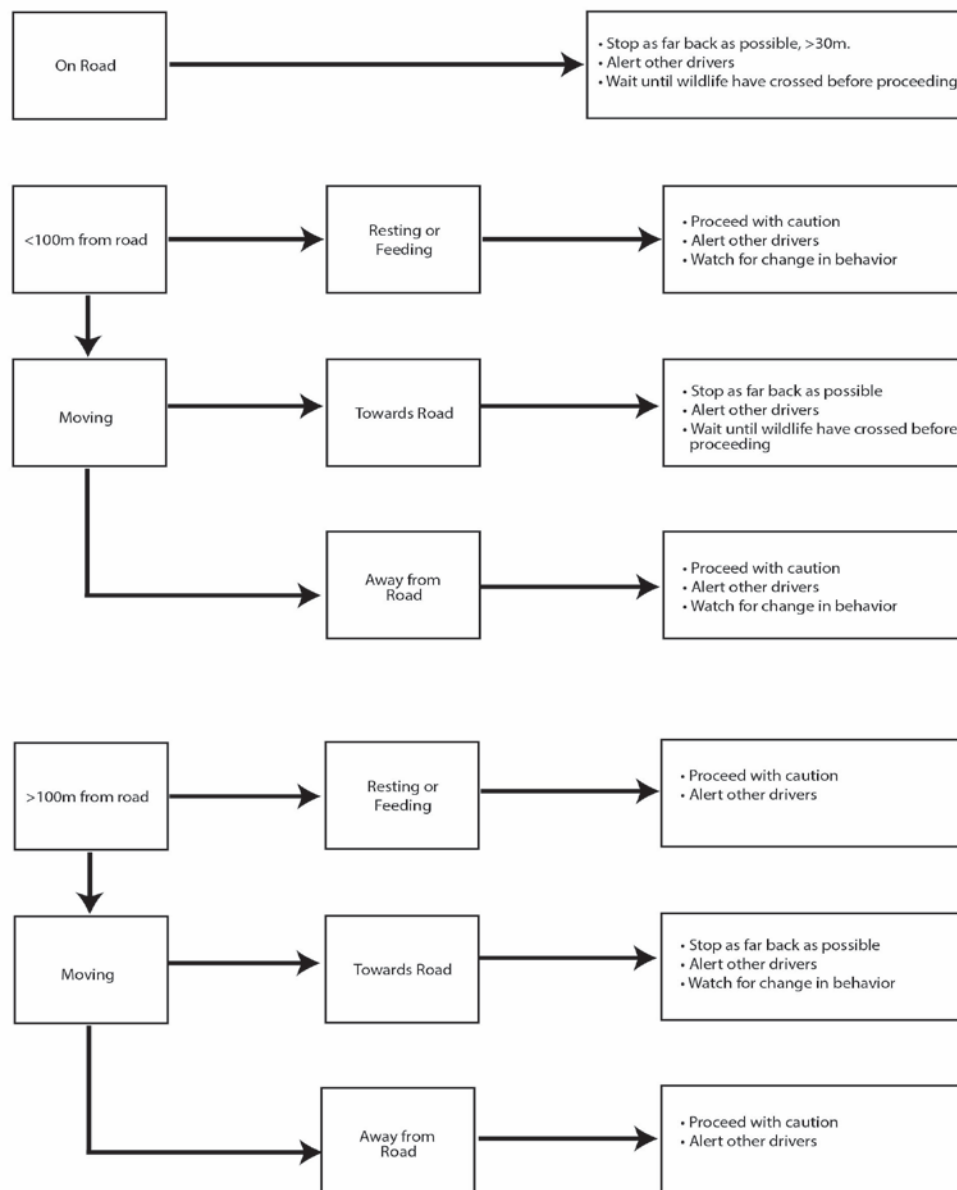 On Road
• Stop as far back as possible, >30m.
• Alert other drivers
• Wait until wildlife have crossed before proceeding
<100m from road
Resting or
Feeding
• Proceed with caution
• Alert other drivers
• Watch for change in behavior
Moving
Towards Road
• Stop as far back as possible
• Alert other drivers
• Wait until wildlife have crossed before
proceeding
Away from
Road
• Proceed with caution
• Alert other drivers
• Watch for change in behavior
>100m from road
Resting or
Feeding
• Proceed with caution
• Alert other drivers
Moving
Towards Road
• Stop as far back as possible
• Alert other drivers
• Watch for change in behavior
Away from
Road
• Proceed with caution
• Alert other drivers